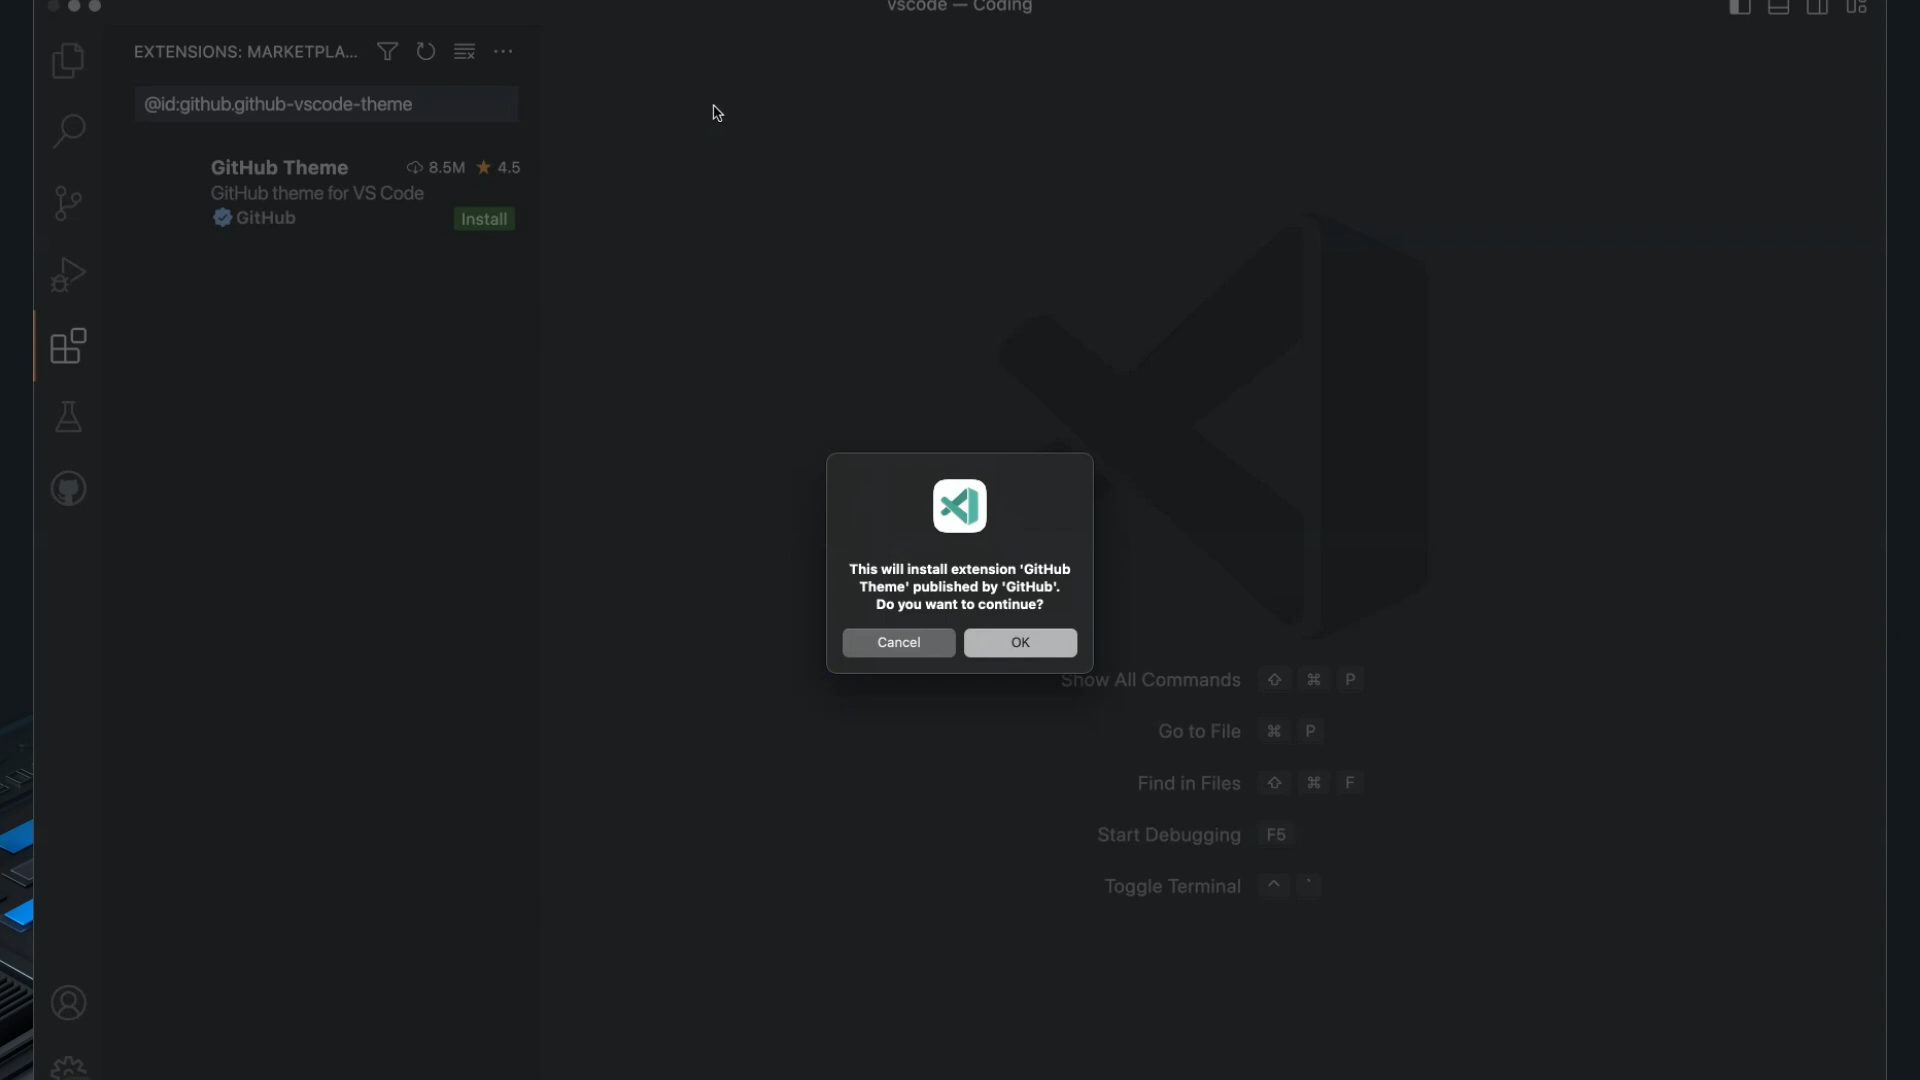 vscode — Coding
EXTENSIONS: MARKETPLA...
@id:github.github-vscode-theme
GitHub Theme 8.5M ★ 4.5
GitHub theme for VS Code
GitHub Install
This will install extension 'GitHub
Theme' published by 'GitHub'.
Do you want to continue?
Cancel OK
Show All Commands ⇧ ⌘ P
Go to File ⌘ P
Find in Files ⇧ ⌘ F
Start Debugging F5
Toggle Terminal ^ `